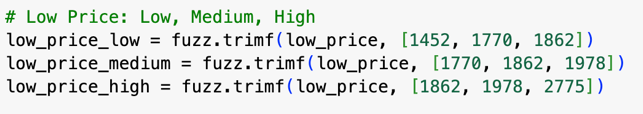 # Low Price: Low, Medium, High
low_price_low = fuzz.trimf(low_price, [1452, 1770, 1862])
low_price_medium = fuzz.trimf(low_price, [1770, 1862, 1978])
low_price_high = fuzz.trimf(low_price, [1862, 1978, 2775])